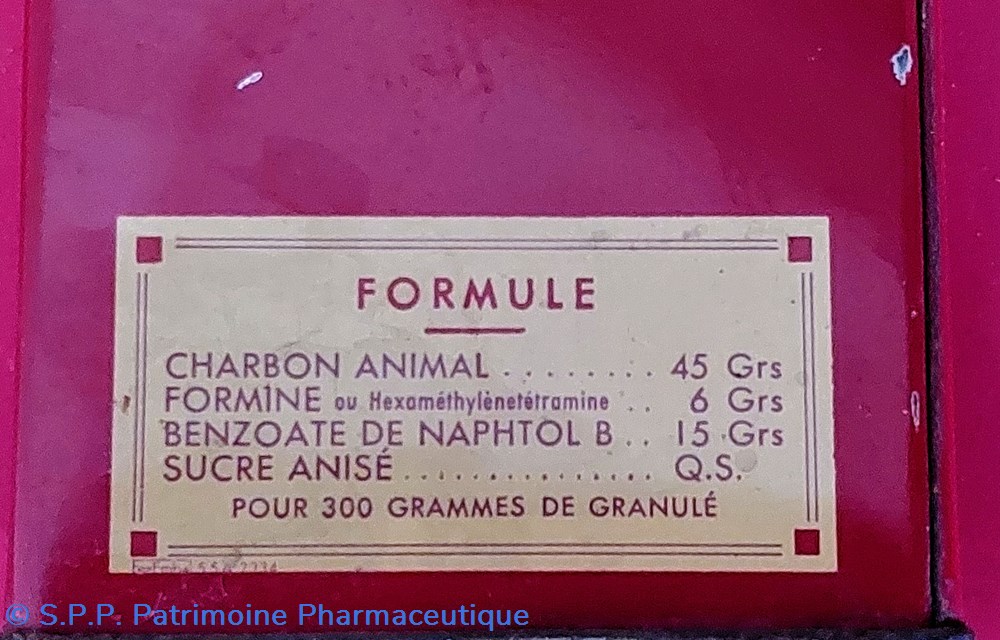 FORMULE
CHARBON ANIMAL ........ 45 Grs
FORMINE ou Hexaméthylènetétramine .. 6 Grs
BENZOATE DE NAPHTOL B .. 15 Grs
SUCRE ANISÉ ............... Q.S.
POUR 300 GRAMMES DE GRANULÉ
© S.P.P. Patrimoine Pharmaceutique